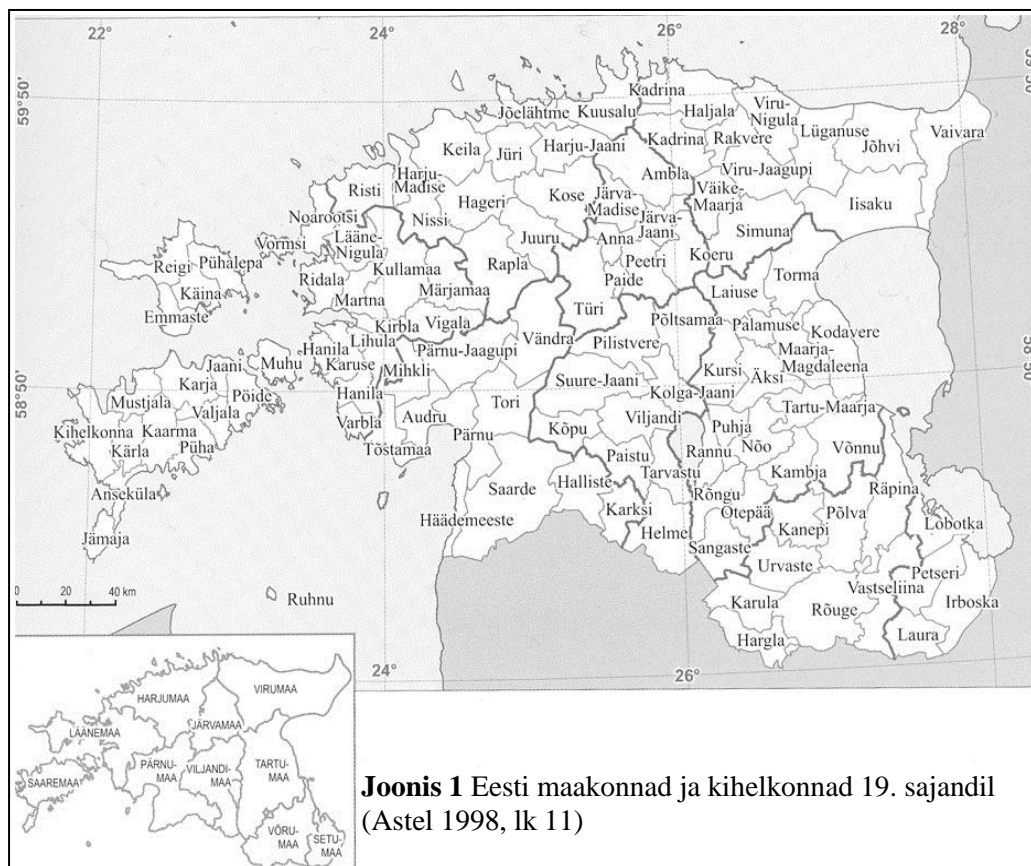 22° 24° 26° 28°
59°50'
59°50'
Kadrina
Jõelähtme Kuusalu Haljala Viru-Nigula
Keila Jüri Harju-Jaani Kadrina Rakvere Lüganuse Jõhvi Vaivara
Risti Harju-Madise Ambla Viru-Jaagupi
Hageri Kose Järva-Madise Väike-Maarja Iisaku
Noarootsi Nissi Järva-Jaani
Vormsi Lääne-Nigula Juuru Anna Simuna
Reigi Pühalepa Kullamaa Rapla Peetri Koeru Torma
Käina Ridala Martna Märjamaa Paide Laiuse
Emmaste Kirbla Vigala Türi Põltsamaa Palamuse Kodavere
Lihula Vändra Pilistvere Maarja-Magdaleena
Hanila Karuse Mihkli Pärnu-Jaagupi Kursi Äksi
58°50'
58°50'
Jaani Muhu Suure-Jaani Kolga-Jaani
Karja Pöide Hanila Tori Tartu-Maarja
Mustjala Valjala Varbla Audru Kõpu Viljandi Puhja
Kihelkonna Kaarma Tõstamaa Pärnu Nõo Võnnu
Kärla Püha Paistu Rannu Kambja
Anseküla Saarde Halliste Tarvastu Rõngu Räpina
Jämaja Häädemeeste Karksi Helme Otepää Põlva Lobotka
Kanepi
Sangaste Urvaste Petseri
Vastseliina Irboska
Karula Rõuge
Hargla Laura
Ruhnu
0 20 40 km
24° 26°
HARJUMAA VIRUMAA
LÄÄNEMAA JÄRVAMAA
PÄRNU-
MAA
VILJANDI-
MAA
TARTU-
MAA
SAAREMAA
VÕRU-
MAA
SETU-
MAA
Joonis 1 Eesti maakonnad ja kihelkonnad 19. sajandil
(Astel 1998, lk 11)